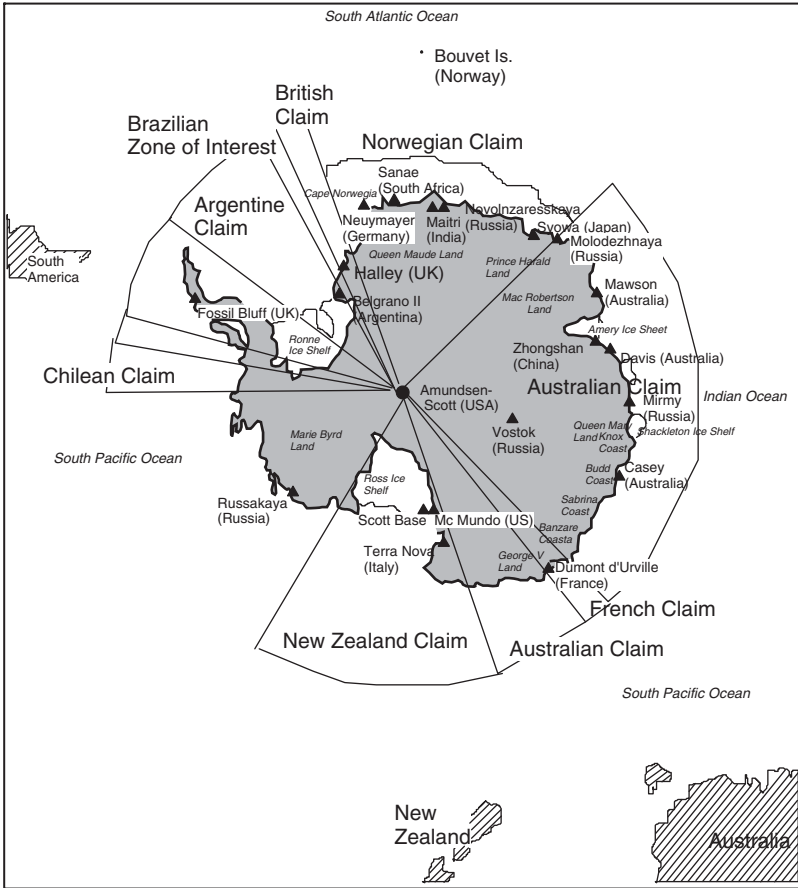 South Atlantic Ocean
Bouvet Is.
(Norway)
British
Claim
Brazilian
Zone of Interest
Norwegian Claim
Sanae
(South Africa)
Cape Norwegia
Argentine
Claim
Neuymayer
(Germany)
Maitri
(India)
Novolnzaresskaya
(Russia)
Syowa (Japan)
Molodezhnaya
(Russia)
Queen Maude Land
Prince Harald
Land
South
America
Halley (UK)
Mac Robertson
Land
Mawson
(Australia)
Fossil Bluff (UK)
Belgrano II
(Argentina)
Amery Ice Sheet
Ronne
Ice Shelf
Zhongshan
(China)
Davis (Australia)
Chilean Claim
Amundsen-
Scott (USA)
Australian Claim
Indian Ocean
Mirmy
(Russia)
Marie Byrd
Land
Vostok
(Russia)
Queen Mary
Land
Knox
Coast
Shackleton Ice Shelf
South Pacific Ocean
Ross Ice
Shelf
Budd
Coast
Casey
(Australia)
Russakaya
(Russia)
Sabrina
Coast
Scott Base
Mc Mundo (US)
Banzare
Coasta
Terra Nova
(Italy)
George V
Land
Dumont d'Urville
(France)
French Claim
New Zealand Claim
Australian Claim
South Pacific Ocean
New
Zealand
Australia